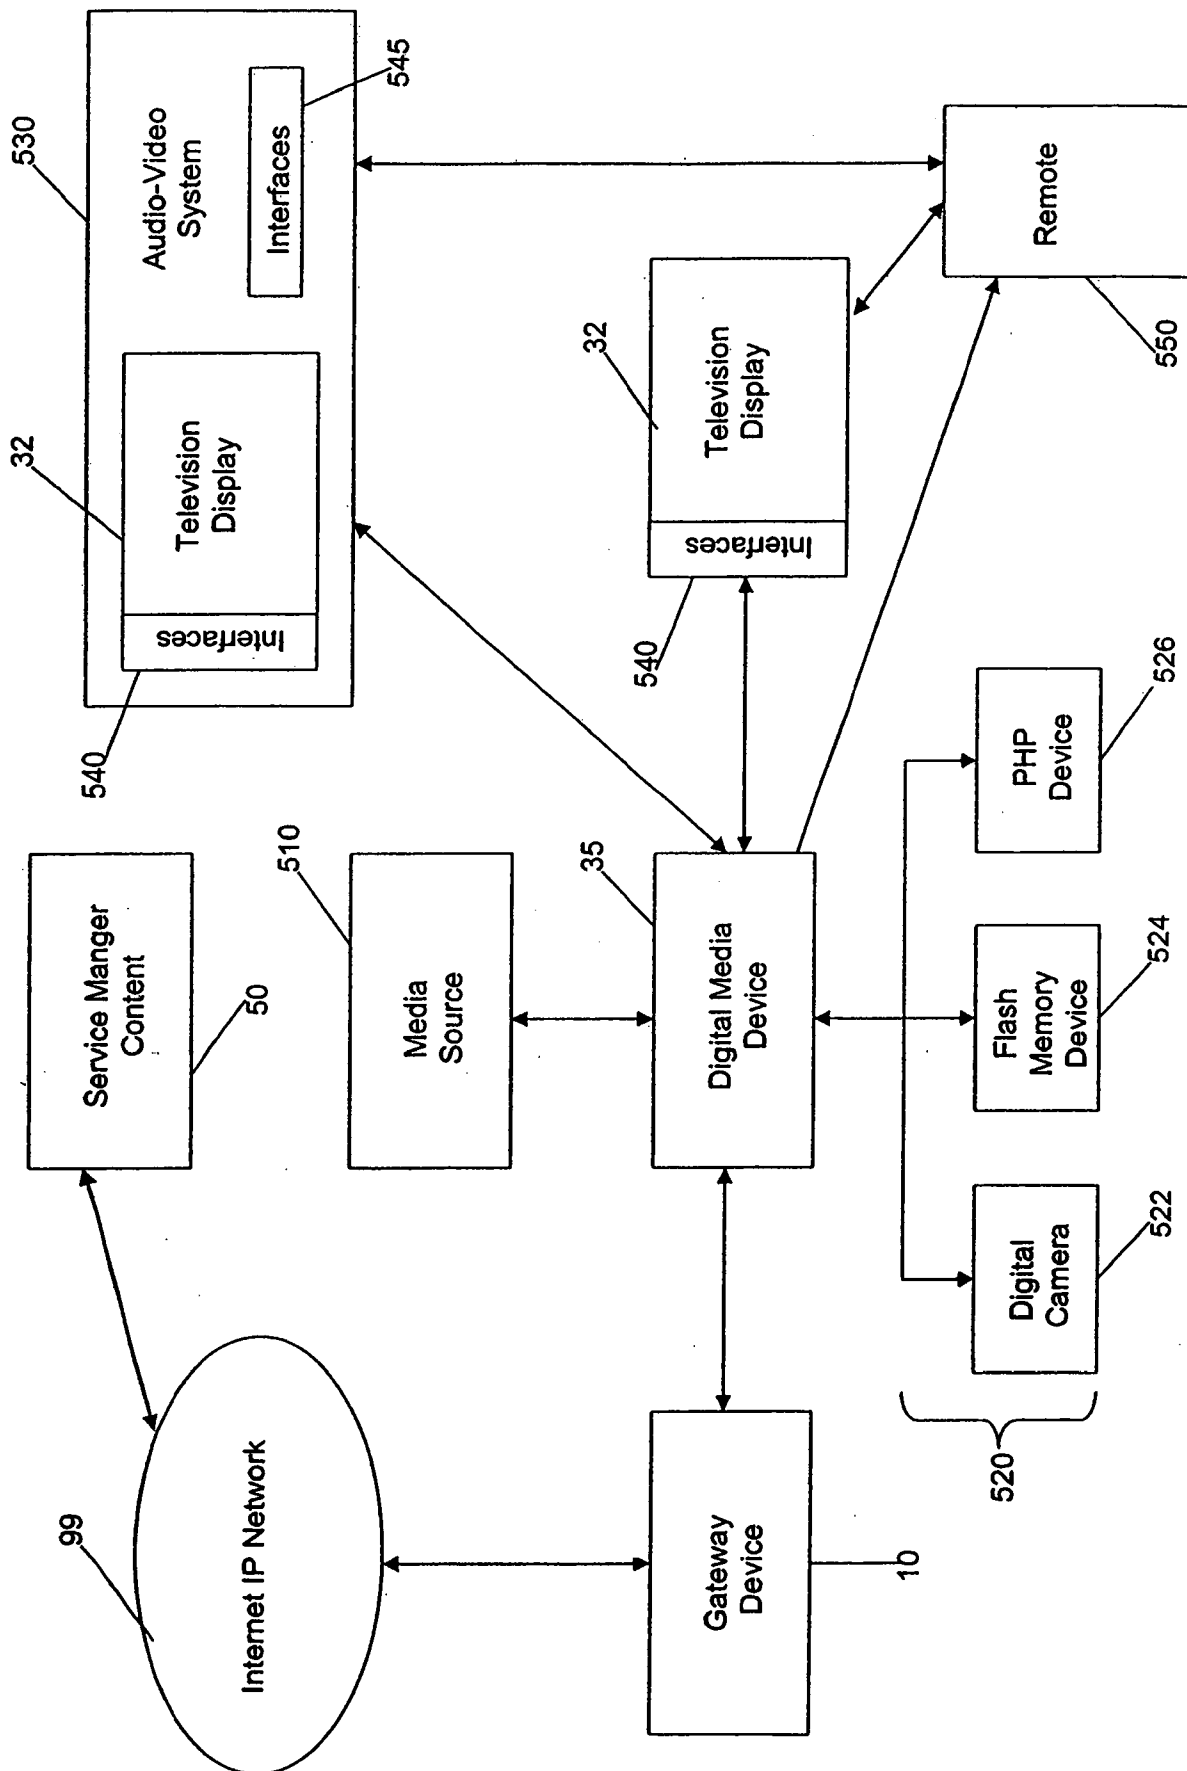 99
Internet IP Network
Service Manger
Content
50
530
Audio-Video
System
32
Television
Display
Interfaces
540
Interfaces
545
510
Media
Source
Gateway
Device
10
35
Digital Media
Device
32
Television
Display
Interfaces
540
520
Digital
Camera
522
Flash
Memory
Device
524
PHP
Device
526
Remote
550